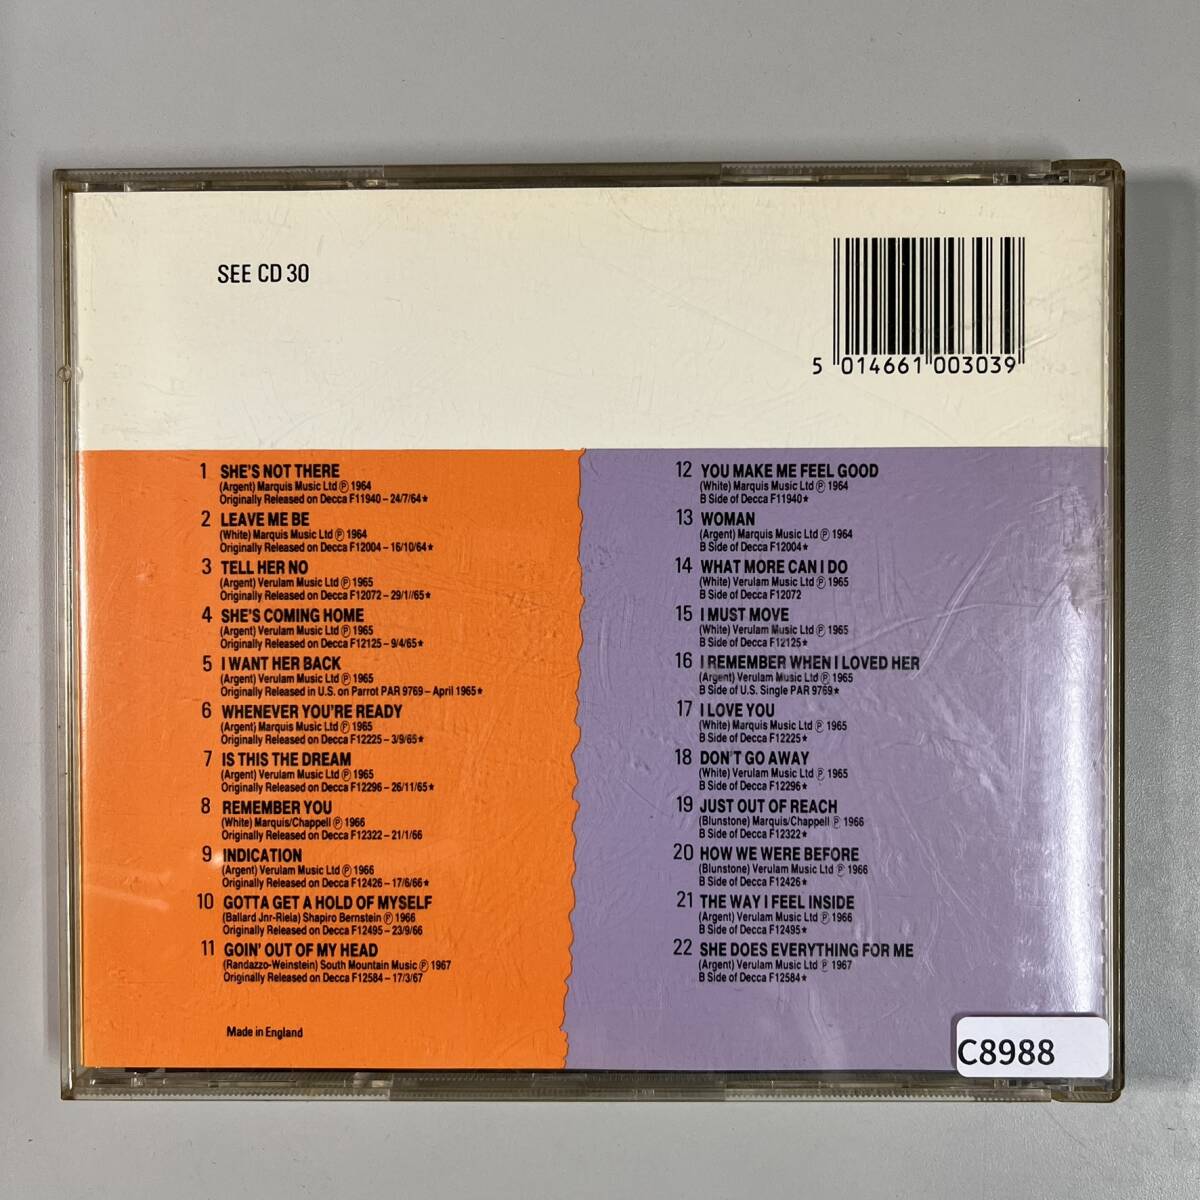 SEE CD 30
5 014661 003039
1 SHE'S NOT THERE
(Argent) Marquis Music Ltd ℗ 1964
Originally Released on Decca F11940 – 24/7/64★
2 LEAVE ME BE
(White) Marquis Music Ltd ℗ 1964
Originally Released on Decca F12004 – 16/10/64★
3 TELL HER NO
(Argent) Verulam Music Ltd ℗ 1965
Originally Released on Decca F12072 – 29/1//65★
4 SHE'S COMING HOME
(Argent) Verulam Music Ltd ℗ 1965
Originally Released on Decca F12125 – 9/4/65★
5 I WANT HER BACK
(Argent) Verulam Music Ltd ℗ 1965
Originally Released in U.S. on Parrot PAR 9769 – April 1965★
6 WHENEVER YOU'RE READY
(Argent) Marquis Music Ltd ℗ 1965
Originally Released on Decca F12225 – 3/9/65★
7 IS THIS THE DREAM
(Argent) Verulam Music Ltd ℗ 1965
Originally Released on Decca F12296 – 26/11/65★
8 REMEMBER YOU
(White) Marquis/Chappell ℗ 1966
Originally Released on Decca F12322 – 21/1/66
9 INDICATION
(Argent) Verulam Music Ltd ℗ 1966
Originally Released on Decca F12426 – 17/6/66★
10 GOTTA GET A HOLD OF MYSELF
(Ballard Jnr-Riela) Shapiro Bernstein ℗ 1966
Originally Released on Decca F12495 – 23/9/66
11 GOIN' OUT OF MY HEAD
(Randazzo-Weinstein) South Mountain Music ℗ 1967
Originally Released on Decca F12584 – 17/3/67
Made in England
12 YOU MAKE ME FEEL GOOD
(White) Marquis Music Ltd ℗ 1964
B Side of Decca F11940★
13 WOMAN
(Argent) Marquis Music Ltd ℗ 1964
B Side of Decca F12004★
14 WHAT MORE CAN I DO
(White) Verulam Music Ltd ℗ 1965
B Side of Decca F12072
15 I MUST MOVE
(White) Verulam Music Ltd ℗ 1965
B Side of Decca F12125★
16 I REMEMBER WHEN I LOVED HER
(Argent) Verulam Music Ltd ℗ 1965
B Side of U.S. Single PAR 9769★
17 I LOVE YOU
(White) Marquis Music Ltd ℗ 1965
B Side of Decca F12225★
18 DON'T GO AWAY
(White) Verulam Music Ltd ℗ 1965
B Side of Decca F12296★
19 JUST OUT OF REACH
(Blunstone) Marquis/Chappell ℗ 1966
B Side of Decca F12322★
20 HOW WE WERE BEFORE
(Blunstone) Verulam Music Ltd ℗ 1966
B Side of Decca F12426★
21 THE WAY I FEEL INSIDE
(Argent) Verulam Music Ltd ℗ 1966
B Side of Decca F12495★
22 SHE DOES EVERYTHING FOR ME
(Argent) Verulam Music Ltd ℗ 1967
B Side of Decca F12584★
C8988